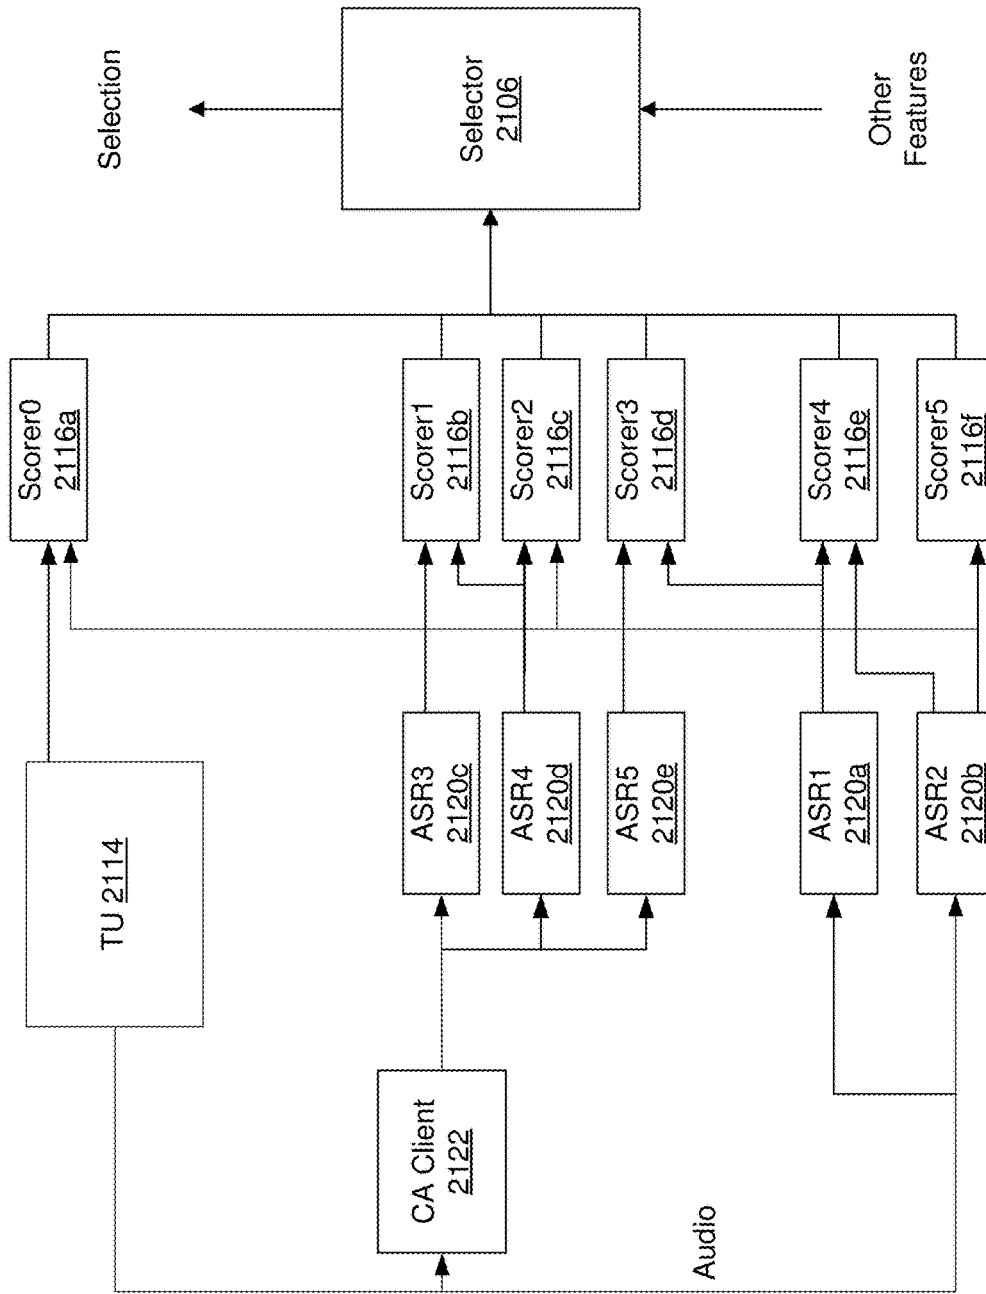 TU 2114
CA Client
2122
Audio
ASR3
2120c
ASR4
2120d
ASR5
2120e
ASR1
2120a
ASR2
2120b
Scorer0
2116a
Scorer1
2116b
Scorer2
2116c
Scorer3
2116d
Scorer4
2116e
Scorer5
2116f
Selection
Selector
2106
Other
Features